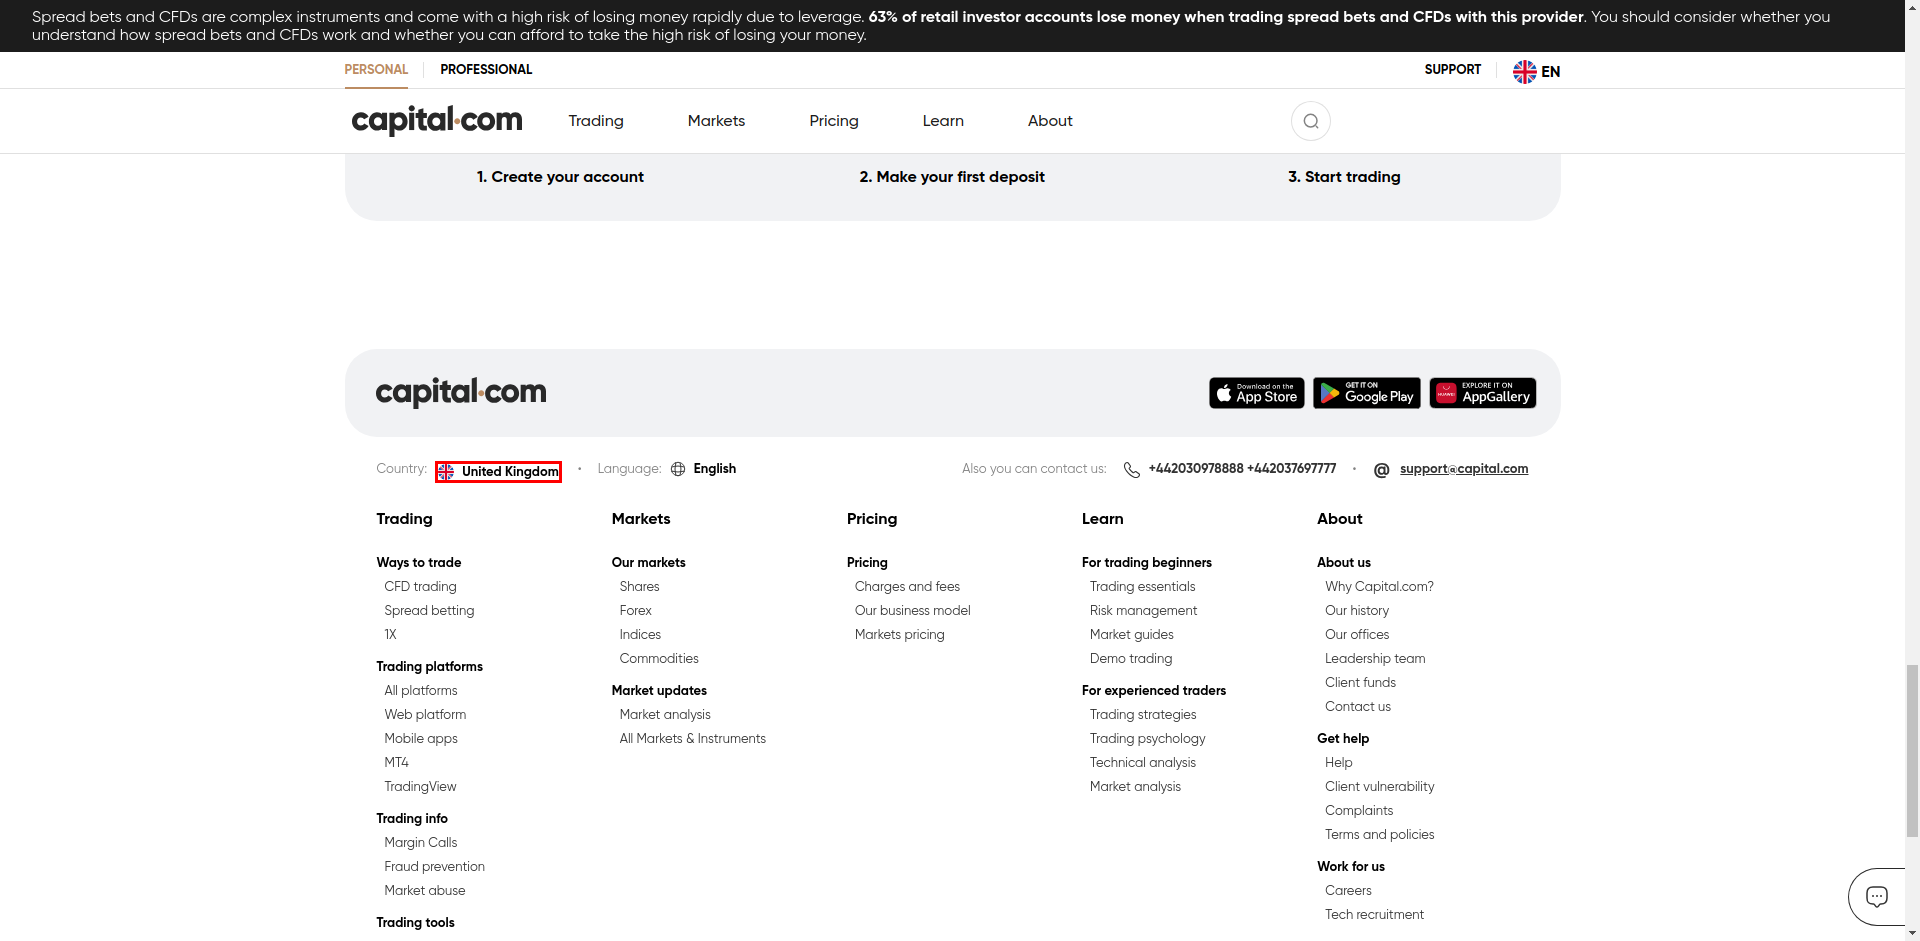 Spread bets and CFDs are complex instruments and come with a high risk of losing money rapidly due to leverage. 63% of retail investor accounts lose money when trading spread bets and CFDs with this provider. You should consider whether you
understand how spread bets and CFDs work and whether you can afford to take the high risk of losing your money.
PERSONAL PROFESSIONAL SUPPORT EN
capital.com Trading Markets Pricing Learn About
1. Create your account 2. Make your first deposit 3. Start trading
capital.com
Download on the App Store
GET IT ON Google Play
HUAWEI EXPLORE IT ON AppGallery
Country: United Kingdom • Language: English Also you can contact us: +442030978888 +442037697777 • @ support@capital.com
Trading
Ways to trade
CFD trading
Spread betting
1X
Trading platforms
All platforms
Web platform
Mobile apps
MT4
TradingView
Trading info
Margin Calls
Fraud prevention
Market abuse
Trading tools
Markets
Our markets
Shares
Forex
Indices
Commodities
Market updates
Market analysis
All Markets & Instruments
Pricing
Pricing
Charges and fees
Our business model
Markets pricing
Learn
For trading beginners
Trading essentials
Risk management
Market guides
Demo trading
For experienced traders
Trading strategies
Trading psychology
Technical analysis
Market analysis
About
About us
Why Capital.com?
Our history
Our offices
Leadership team
Client funds
Contact us
Get help
Help
Client vulnerability
Complaints
Terms and policies
Work for us
Careers
Tech recruitment